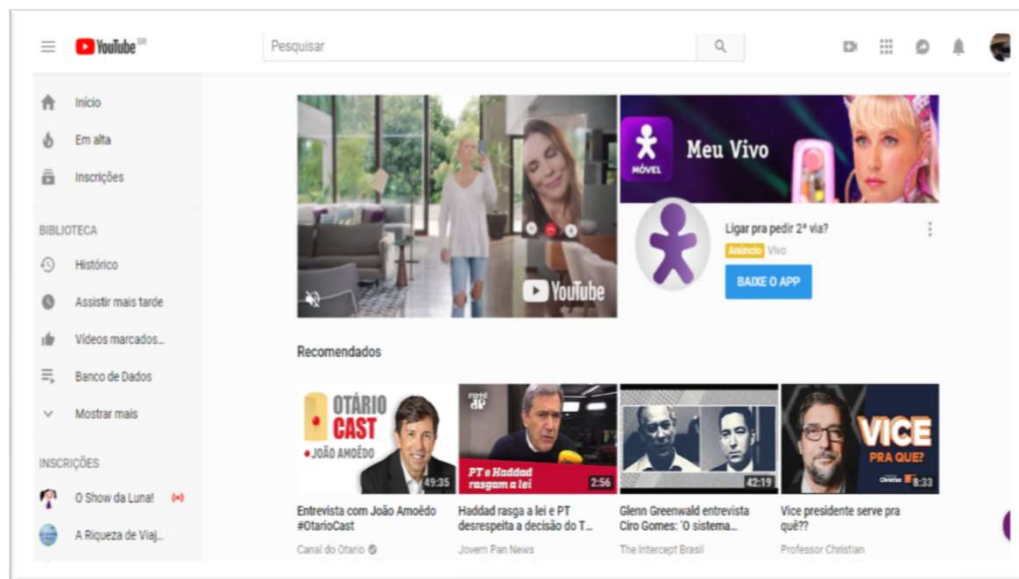 YouTube BR
Pesquisar
Início
Em alta
Inscrições
BIBLIOTECA
Histórico
Assistir mais tarde
Vídeos marcados...
Banco de Dados
Mostrar mais
INSCRIÇÕES
O Show da Luna!
A Riqueza de Viaj...
YouTube
MÓVEL
Meu Vivo
Ligar pra pedir 2ª via?
Anúncio Vivo
BAIXE O APP
Recomendados
OTÁRIO
CAST
JOÃO AMOÊDO
49:35
Entrevista com João Amoêdo
#OtarioCast
Canal do Otario
JP
PT e Haddad
rasgam a lei
2:56
Haddad rasga a lei e PT
desrespeita a decisão do T...
Jovem Pan News
42:19
Glenn Greenwald entrevista
Ciro Gomes: 'O sistema...
The Intercept Brasil
VICE
PRA QUE?
Christian
8:33
Vice presidente serve pra
quê??
Professor Christian